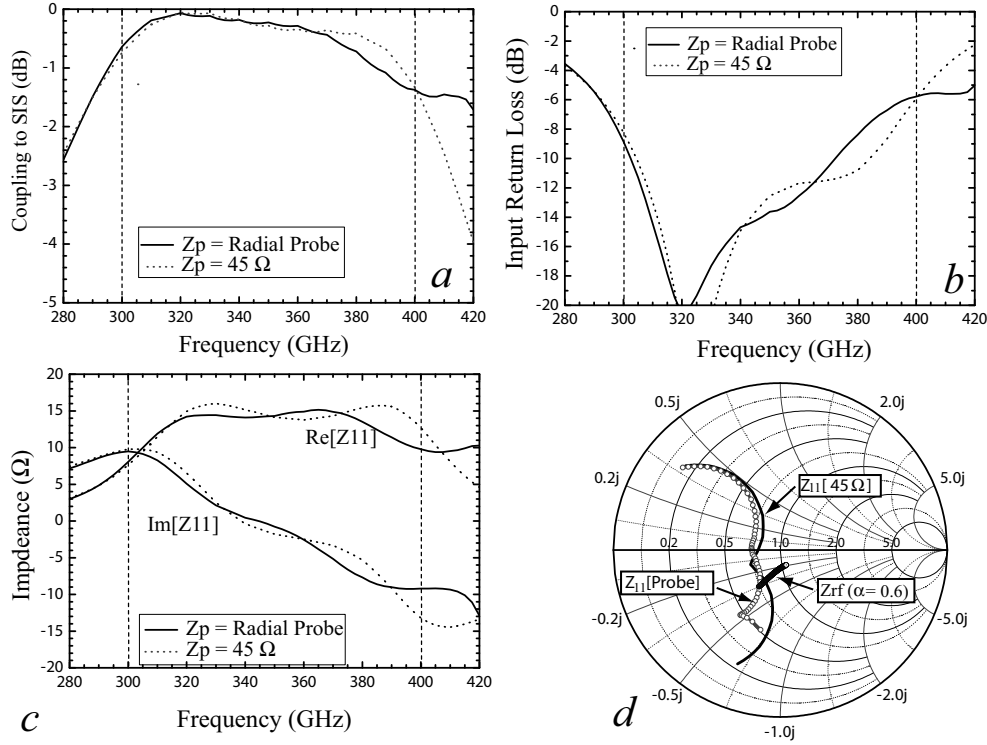 0
-1
-2
-3
-4
-5
Coupling to SIS (dB)
Zp = Radial Probe
Zp = 45 Ω
a
280 300 320 340 360 380 400 420
Frequency (GHz)
0
-2
-4
-6
-8
-10
-12
-14
-16
-18
-20
Input Return Loss (dB)
Zp = Radial Probe
Zp = 45 Ω
b
280 300 320 340 360 380 400 420
Frequency (GHz)
20
15
10
5
0
-5
-10
-15
-20
Impdeance (Ω)
Re[Z11]
Im[Z11]
Zp = Radial Probe
Zp = 45 Ω
280 300 320 340 360 380 400 420
Frequency (GHz)
c
0.5j 2.0j
0.2j 5.0j
Z11[ 45 Ω]
0.2 0.5 1.0 2.0 5.0
Z11[Probe]
Zrf (α= 0.6)
-0.2j -5.0j
-0.5j -2.0j
-1.0j
d